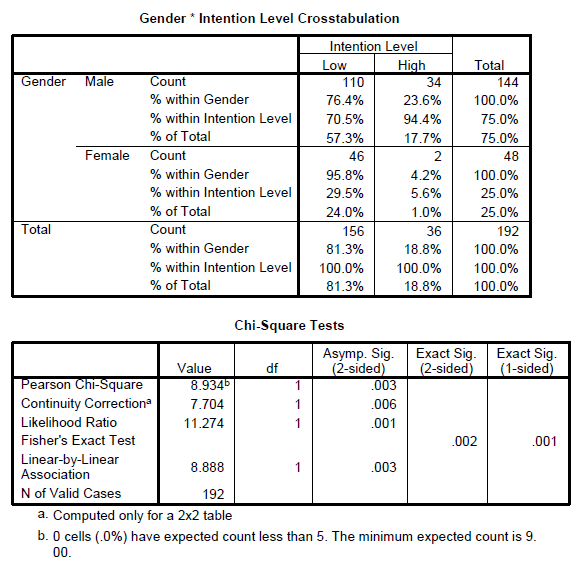 Gender * Intention Level Crosstabulation
Intention Level
Low High Total
Gender Male Count 110 34 144
% within Gender 76.4% 23.6% 100.0%
% within Intention Level 70.5% 94.4% 75.0%
% of Total 57.3% 17.7% 75.0%
Female Count 46 2 48
% within Gender 95.8% 4.2% 100.0%
% within Intention Level 29.5% 5.6% 25.0%
% of Total 24.0% 1.0% 25.0%
Total Count 156 36 192
% within Gender 81.3% 18.8% 100.0%
% within Intention Level 100.0% 100.0% 100.0%
% of Total 81.3% 18.8% 100.0%
Chi-Square Tests
Asymp. Sig. Exact Sig. Exact Sig.
Value df (2-sided) (2-sided) (1-sided)
Pearson Chi-Square 8.934b 1 .003
Continuity Correctiona 7.704 1 .006
Likelihood Ratio 11.274 1 .001
Fisher's Exact Test .002 .001
Linear-by-Linear
Association 8.888 1 .003
N of Valid Cases 192
a. Computed only for a 2x2 table
b. 0 cells (.0%) have expected count less than 5. The minimum expected count is 9.
00.